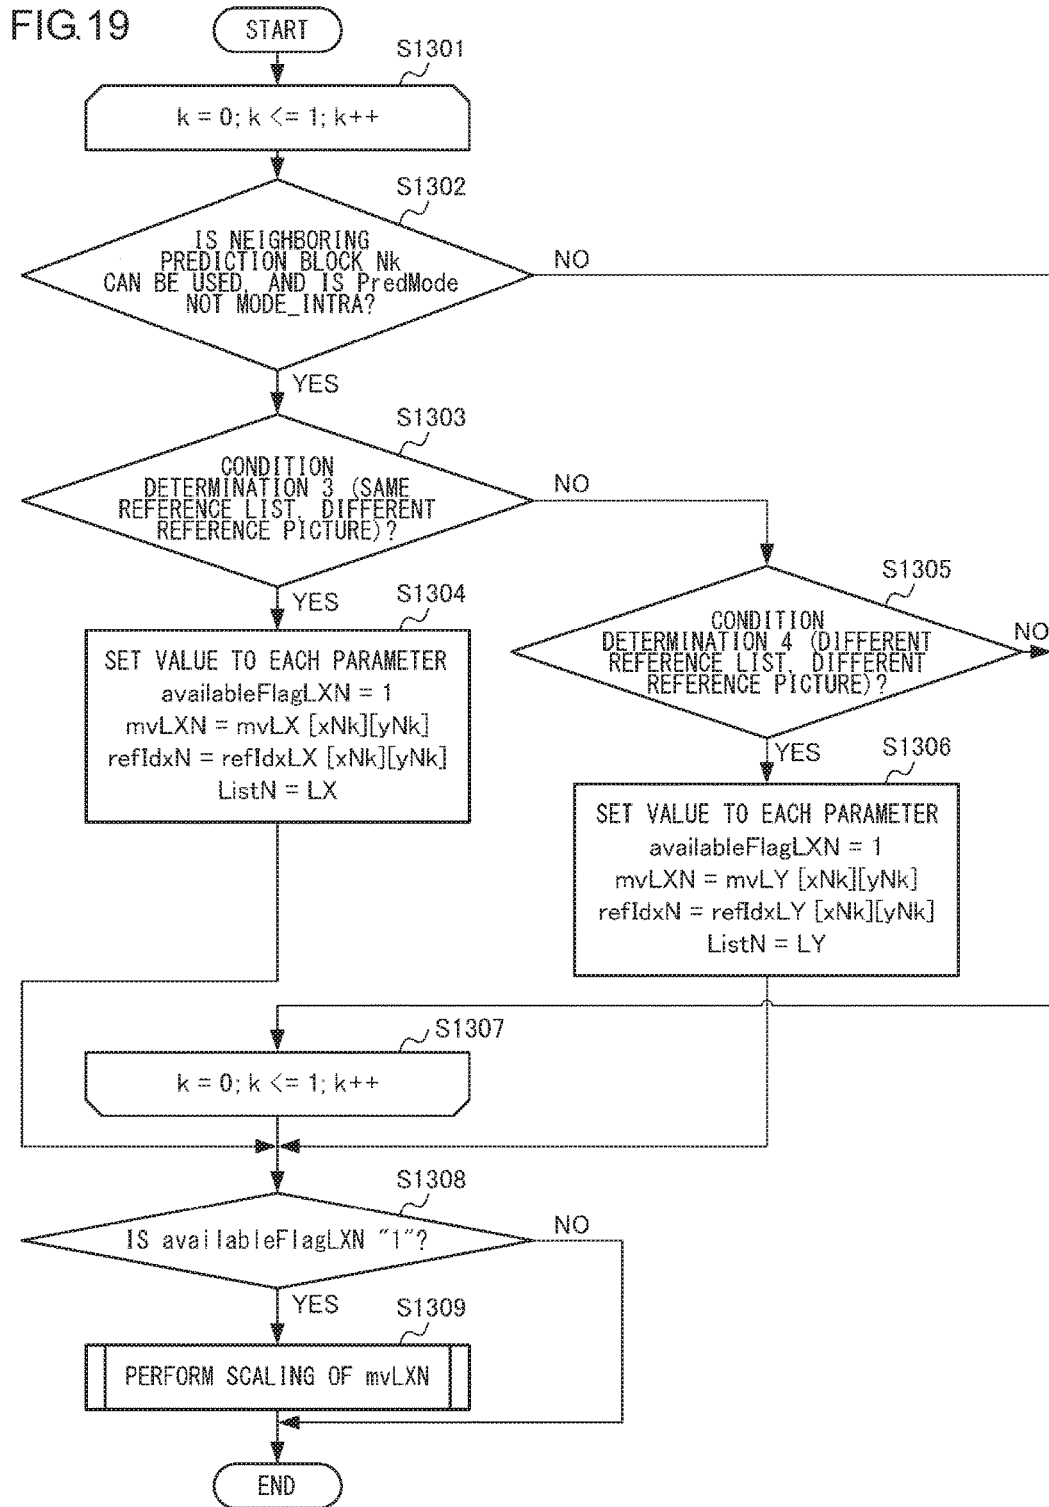 FIG.19
START
S1301
k = 0; k <= 1; k++
S1302
IS NEIGHBORING
PREDICTION BLOCK Nk
CAN BE USED, AND IS PredMode
NOT MODE_INTRA?
NO
YES
S1303
CONDITION
DETERMINATION 3 (SAME
REFERENCE LIST, DIFFERENT
REFERENCE PICTURE)?
NO
YES
S1304
SET VALUE TO EACH PARAMETER
availableFlagLXN = 1
mvLXN = mvLX [xNk][yNk]
refIdxN = refIdxLX [xNk][yNk]
ListN = LX
S1305
CONDITION
DETERMINATION 4 (DIFFERENT
REFERENCE LIST, DIFFERENT
REFERENCE PICTURE)?
NO
YES
S1306
SET VALUE TO EACH PARAMETER
availableFlagLXN = 1
mvLXN = mvLY [xNk][yNk]
refIdxN = refIdxLY [xNk][yNk]
ListN = LY
S1307
k = 0; k <= 1; k++
S1308
IS availableFlagLXN "1"?
NO
YES
S1309
PERFORM SCALING OF mvLXN
END